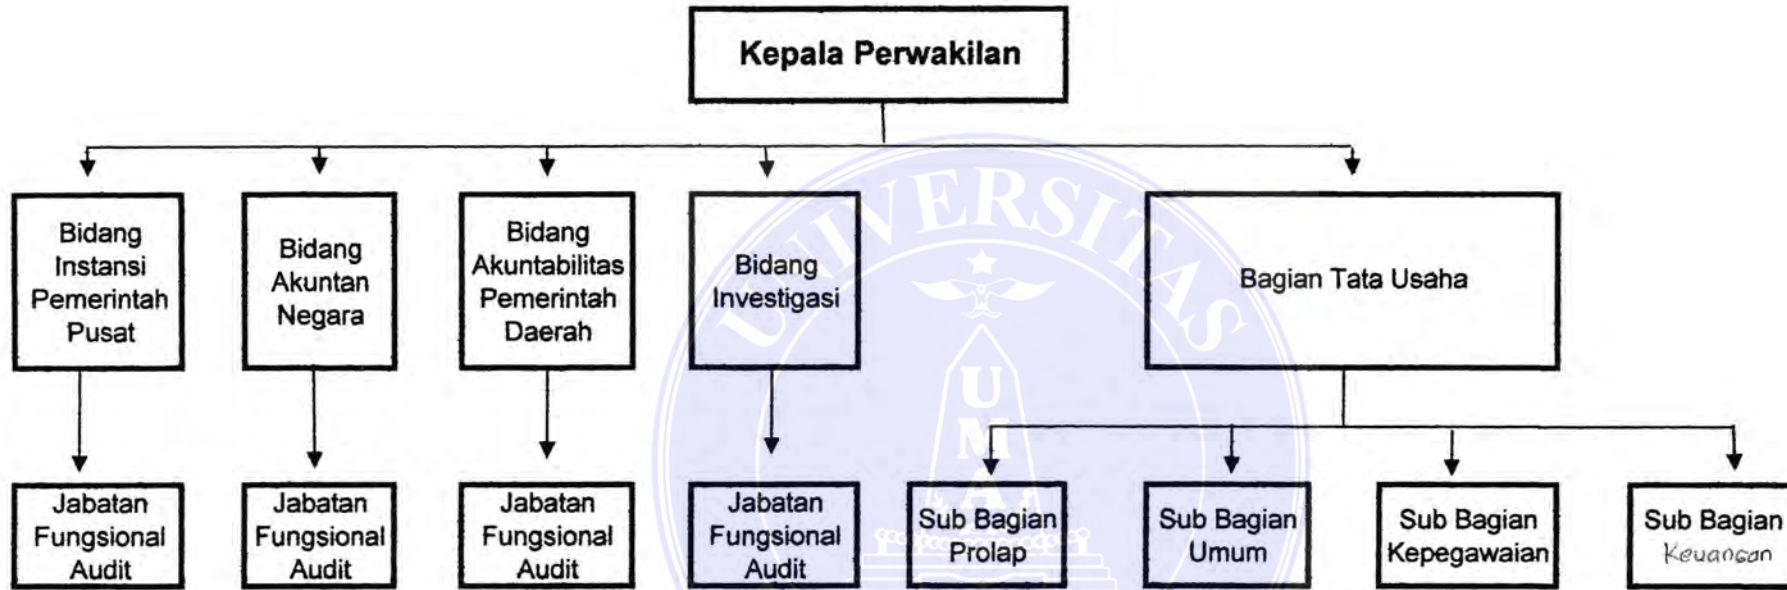 Kepala Perwakilan
Bidang
Instansi
Pemerintah
Pusat
Bidang
Akuntan
Negara
Bidang
Akuntabilitas
Pemerintah
Daerah
Bidang
Investigasi
Bagian Tata Usaha
UNIVERSITAS
U
M
A
Jabatan
Fungsional
Audit
Jabatan
Fungsional
Audit
Jabatan
Fungsional
Audit
Jabatan
Fungsional
Audit
Sub Bagian
Prolap
Sub Bagian
Umum
Sub Bagian
Kepegawaian
Sub Bagian
Keuangan